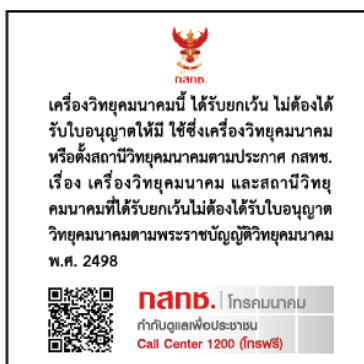 กสทช.
เครื่องวิทยุคมนาคมนี้ ได้รับยกเว้น ไม่ต้องได้
รับใบอนุญาตให้มี ใช้ซึ่งเครื่องวิทยุคมนาคม
หรือตั้งสถานีวิทยุคมนาคมตามประกาศ กสทช.
เรื่อง เครื่องวิทยุคมนาคม และสถานีวิทยุ
คมนาคมที่ได้รับยกเว้นไม่ต้องได้รับใบอนุญาต
วิทยุคมนาคมตามพระราชบัญญัติวิทยุคมนาคม
พ.ศ. 2498
กสทช. โทรคมนาคม
กำกับดูแลเพื่อประชาชน
Call Center 1200 (โทรฟรี)